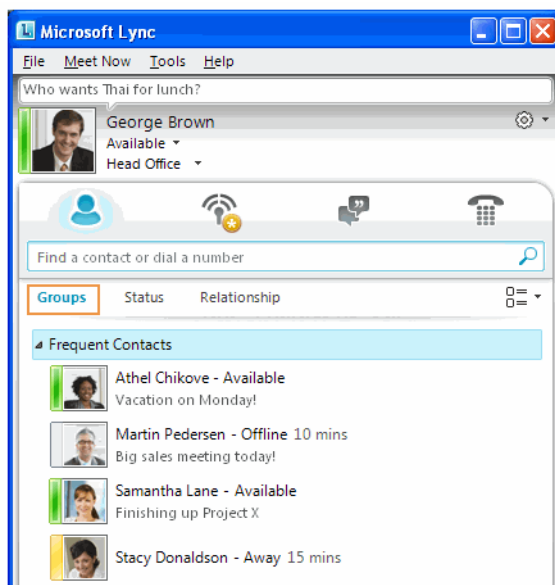 Microsoft Lync
File Meet Now Tools Help
Who wants Thai for lunch?
George Brown
Available
Head Office
Find a contact or dial a number
Groups Status Relationship
Frequent Contacts
Athel Chikove - Available
Vacation on Monday!
Martin Pedersen - Offline 10 mins
Big sales meeting today!
Samantha Lane - Available
Finishing up Project X
Stacy Donaldson - Away 15 mins